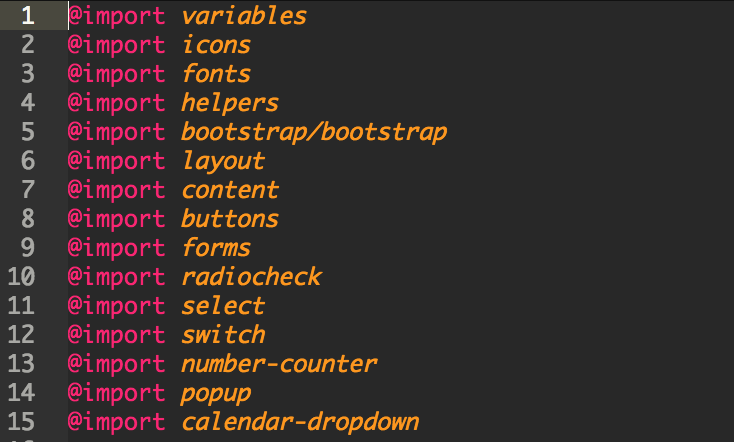 1 @import variables
2 @import icons
3 @import fonts
4 @import helpers
5 @import bootstrap/bootstrap
6 @import layout
7 @import content
8 @import buttons
9 @import forms
10 @import radiocheck
11 @import select
12 @import switch
13 @import number-counter
14 @import popup
15 @import calendar-dropdown